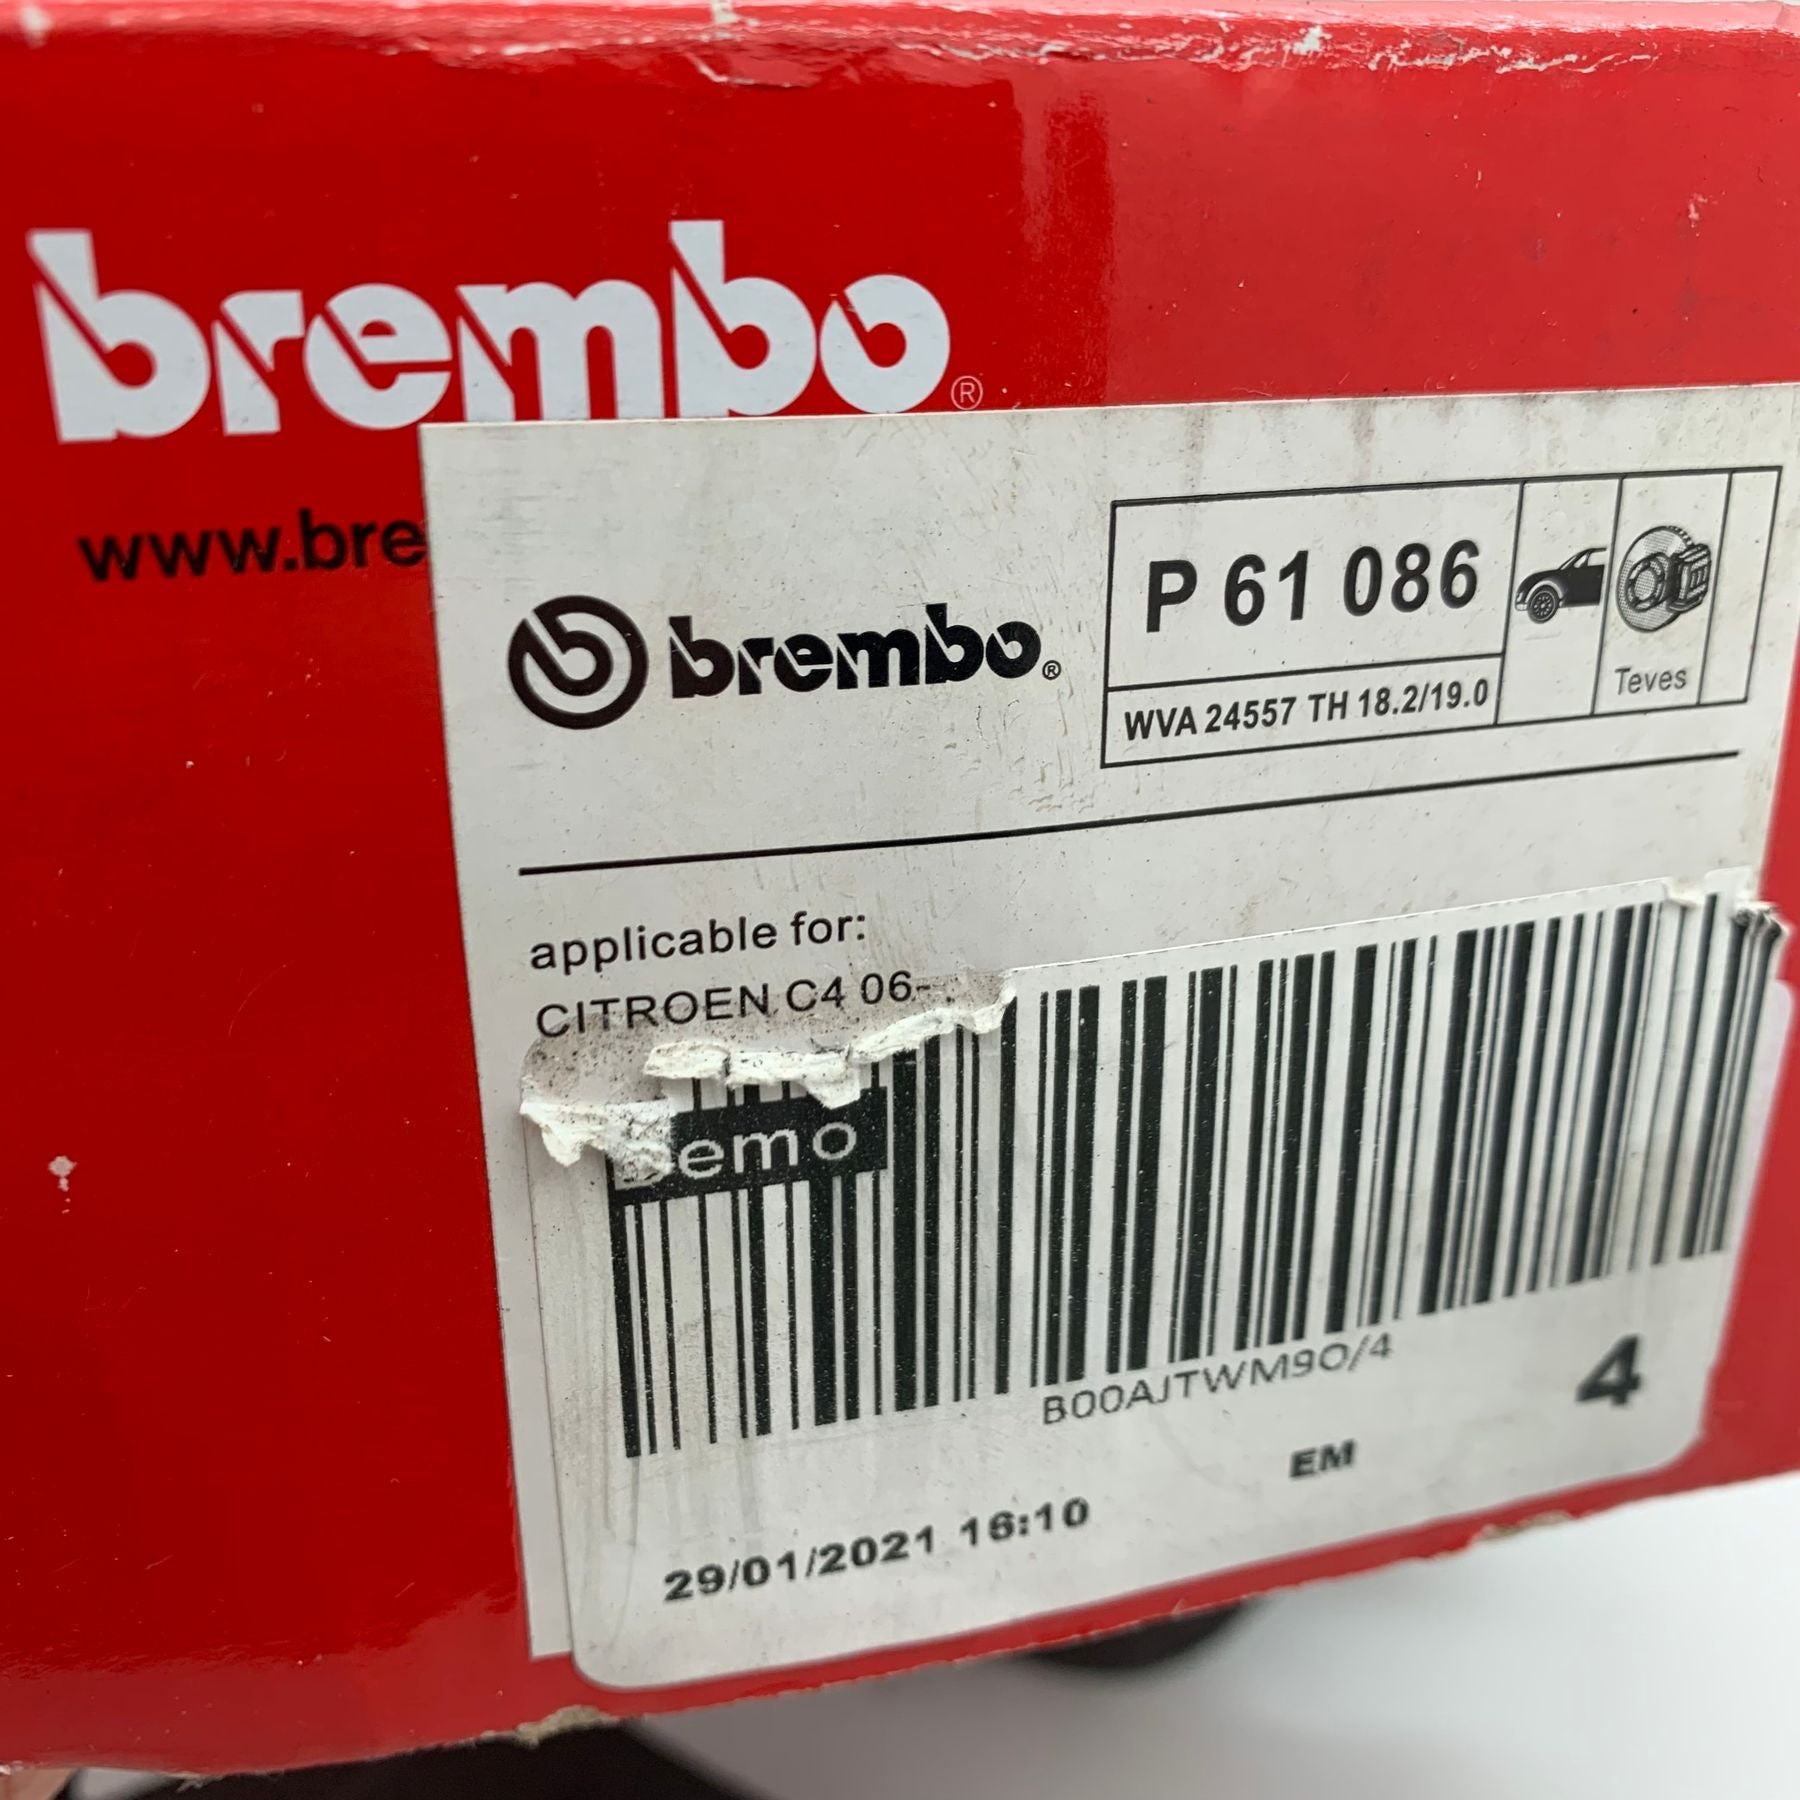 brembo®
www.bre
brembo®
P 61 086
WVA 24557 TH 18.2/19.0
Teves
applicable for:
CITROEN C4 06-
emo
B00AJTWM9O/4
4
EM
29/01/2021 16:10